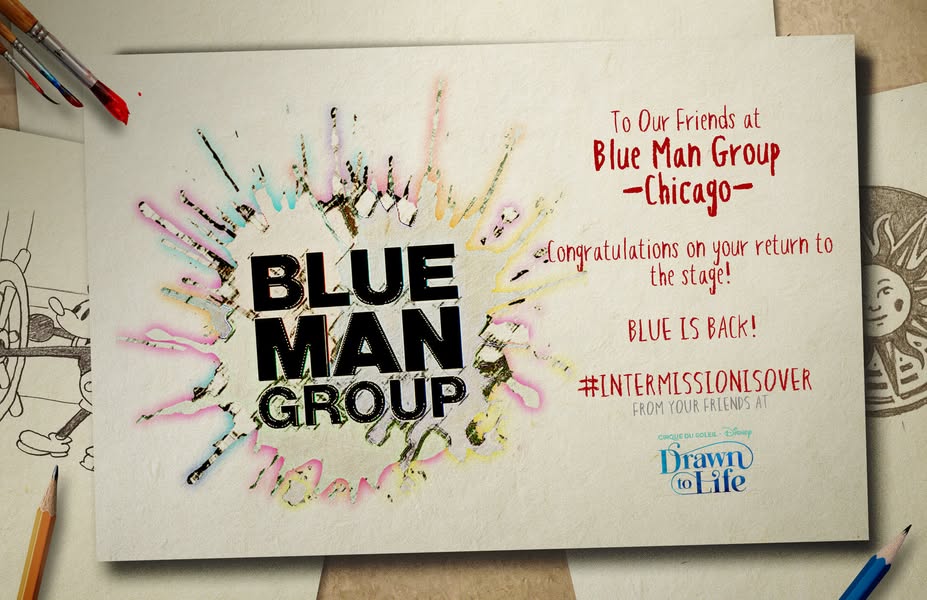 BLUE
MAN
GROUP
To Our Friends at
Blue Man Group
-Chicago-
Congratulations on your return to
the stage!
BLUE IS BACK!
#INTERMISSIONISOVER
FROM YOUR FRIENDS AT
CIRQUE DU SOLEIL · Disney
Drawn
to Life